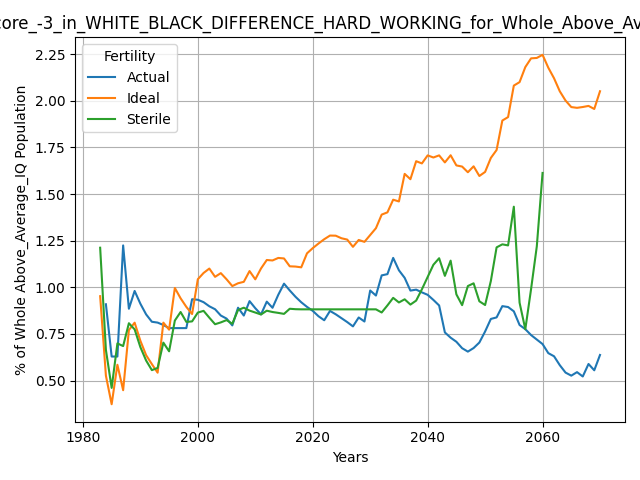 core_-3_in_WHITE_BLACK_DIFFERENCE_HARD_WORKING_for_Whole_Above_Av
Fertility
Actual
Ideal
Sterile
% of Whole Above_Average_IQ Population
2.25
2.00
1.75
1.50
1.25
1.00
0.75
0.50
1980
2000
2020
2040
2060
Years